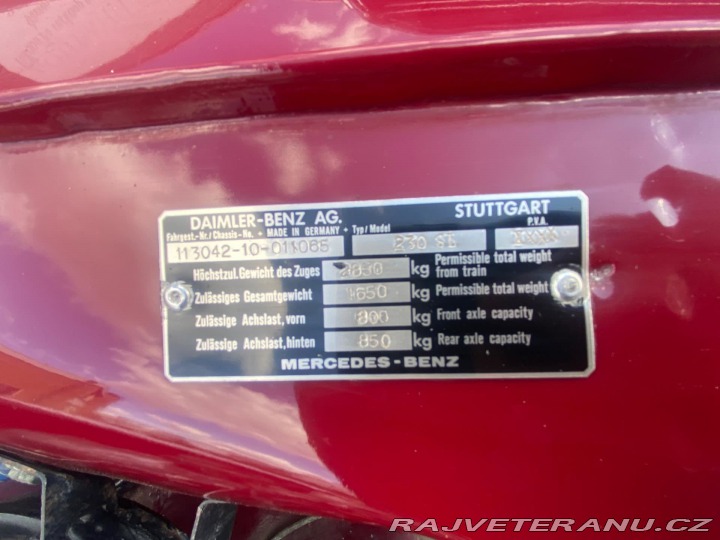 DAIMLER-BENZ AG. STUTTGART
Fahrgest.-Nr./Chassis-No. + MADE IN GERMANY + Typ/Model P.V.A.
113042-10-011086 230 SL
Höchstzul. Gewicht des Zuges kg Permissible total weight from train
Zulässiges Gesamtgewicht 1650 kg Permissible total weight
Zulässige Achslast, vorn 800 kg Front axle capacity
Zulässige Achslast, hinten 850 kg Rear axle capacity
MERCEDES-BENZ
RAJVETERANU.CZ